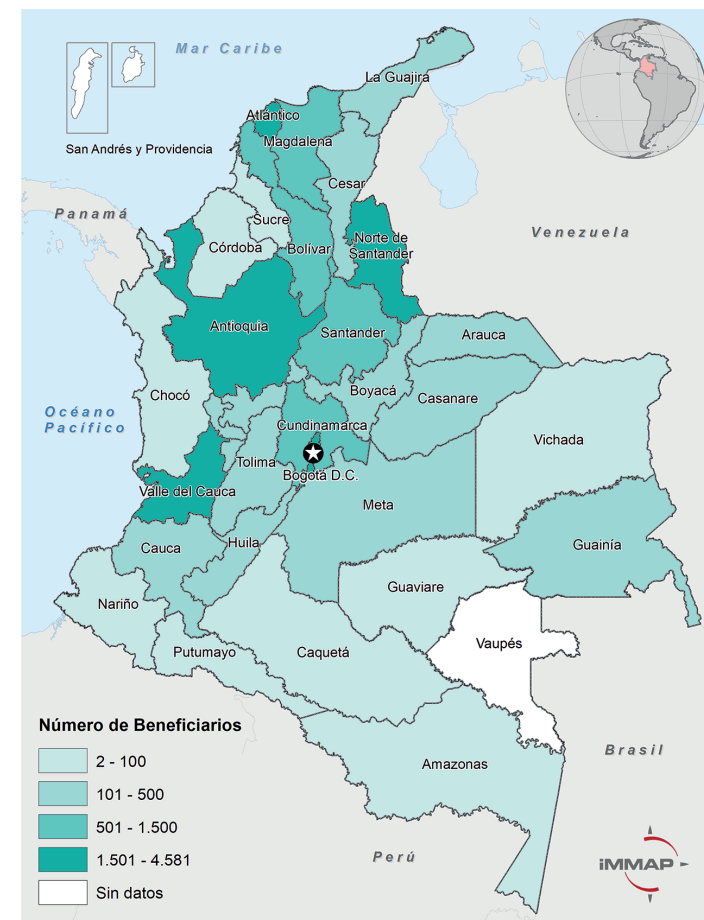 Mar Caribe
La Guajira
Atlántico
Magdalena
San Andrés y Providencia
Cesar
Panamá
Sucre
Venezuela
Córdoba
Bolívar
Norte de
Santander
Antioquia
Santander
Arauca
Chocó
Boyacá
Casanare
Océano
Pacífico
Cundinamarca
Vichada
Tolima
Bogotá D.C.
Valle del Cauca
Meta
Cauca
Huila
Guainía
Guaviare
Nariño
Vaupés
Putumayo
Caquetá
Número de Beneficiarios
Brasil
2 - 100
Amazonas
101 - 500
501 - 1.500
Perú
1.501 - 4.581
iMMAP
Sin datos